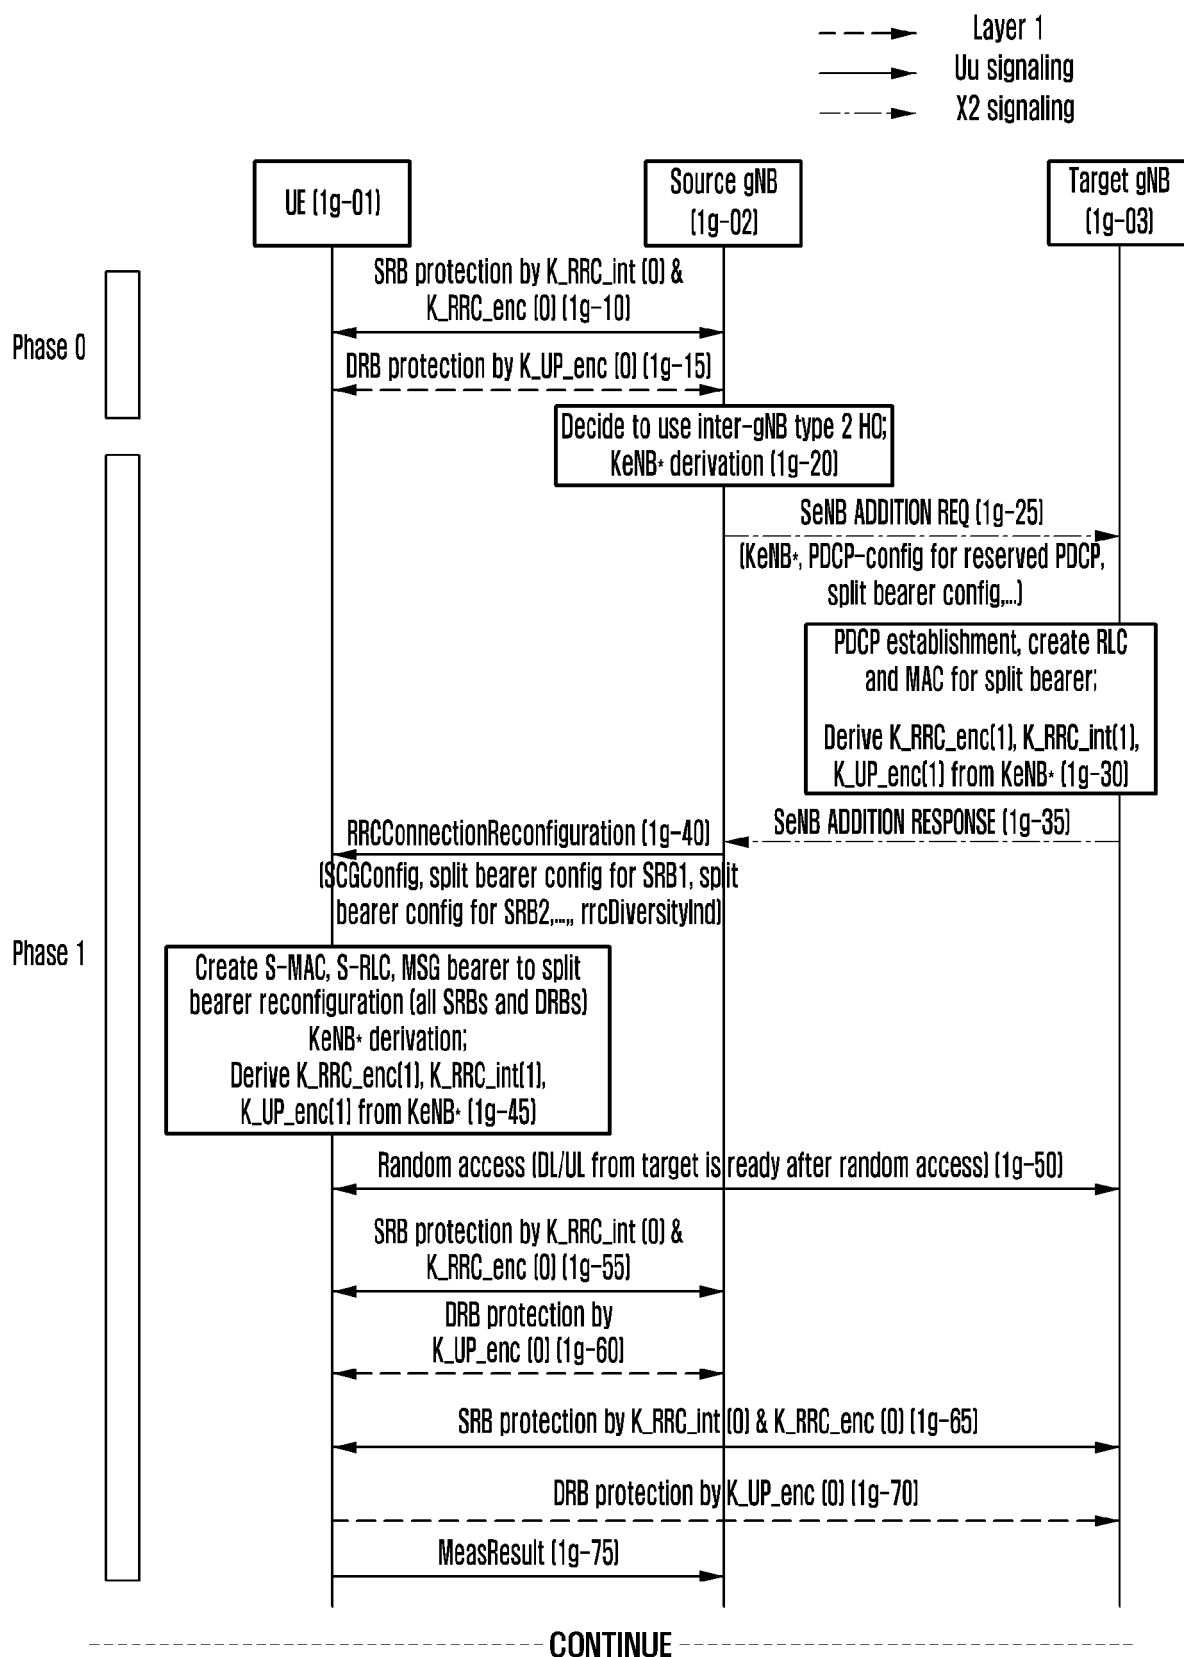 Layer 1
Uu signaling
X2 signaling
UE (1g-01)
Source gNB
(1g-02)
Target gNB
(1g-03)
Phase 0
SRB protection by K_RRC_int (0) &
K_RRC_enc (0) (1g-10)
DRB protection by K_UP_enc (0) (1g-15)
Decide to use inter-gNB type 2 HO;
KeNB* derivation (1g-20)
SeNB ADDITION REQ (1g-25)
(KeNB*, PDCP-config for reserved PDCP,
split bearer config,...)
PDCP establishment, create RLC
and MAC for split bearer;
Derive K_RRC_enc(1), K_RRC_int(1),
K_UP_enc(1) from KeNB* (1g-30)
SeNB ADDITION RESPONSE (1g-35)
RRCConnectionReconfiguration (1g-40)
(SCGConfig, split bearer config for SRB1, split
bearer config for SRB2,...,, rrcDiversityInd)
Phase 1
Create S-MAC, S-RLC, MSG bearer to split
bearer reconfiguration (all SRBs and DRBs)
KeNB* derivation;
Derive K_RRC_enc(1), K_RRC_int(1),
K_UP_enc(1) from KeNB* (1g-45)
Random access (DL/UL from target is ready after random access) (1g-50)
SRB protection by K_RRC_int (0) &
K_RRC_enc (0) (1g-55)
DRB protection by
K_UP_enc (0) (1g-60)
SRB protection by K_RRC_int (0) & K_RRC_enc (0) (1g-65)
DRB protection by K_UP_enc (0) (1g-70)
MeasResult (1g-75)
CONTINUE